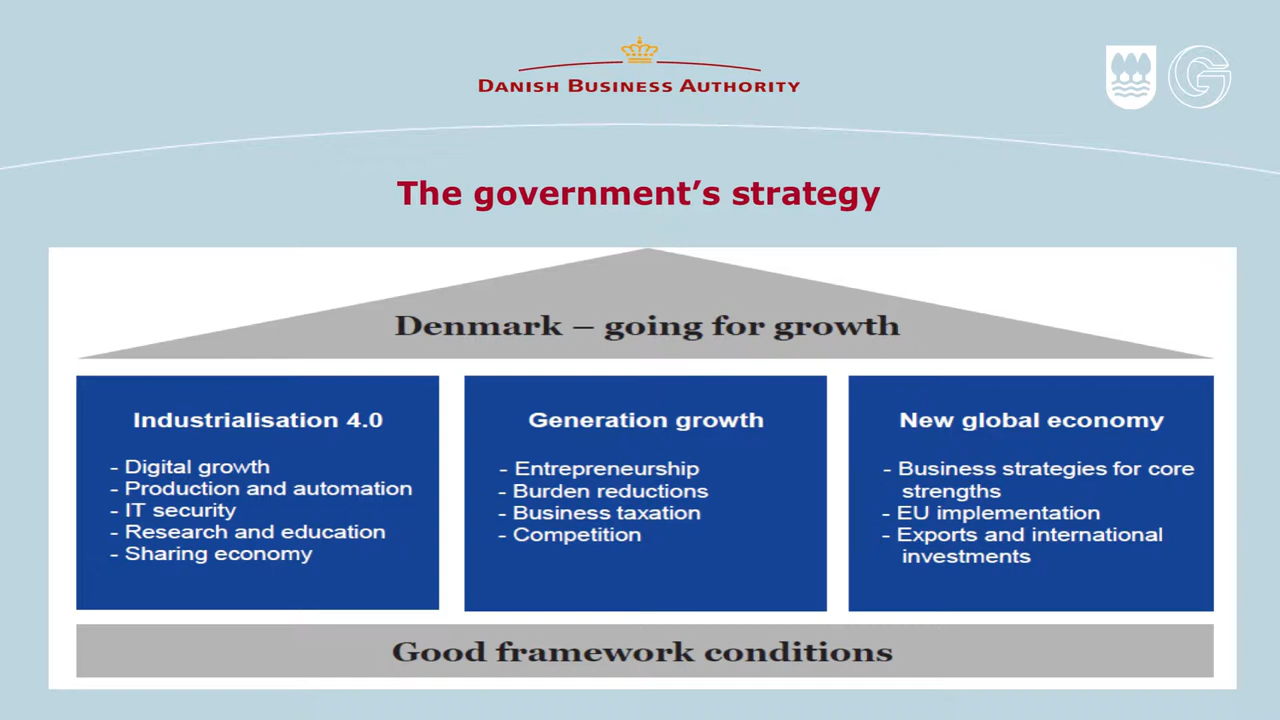 DANISH BUSINESS AUTHORITY
The government’s strategy
Denmark – going for growth
Industrialisation 4.0
- Digital growth
- Production and automation
- IT security
- Research and education
- Sharing economy
Generation growth
- Entrepreneurship
- Burden reductions
- Business taxation
- Competition
New global economy
- Business strategies for core
strengths
- EU implementation
- Exports and international
investments
Good framework conditions